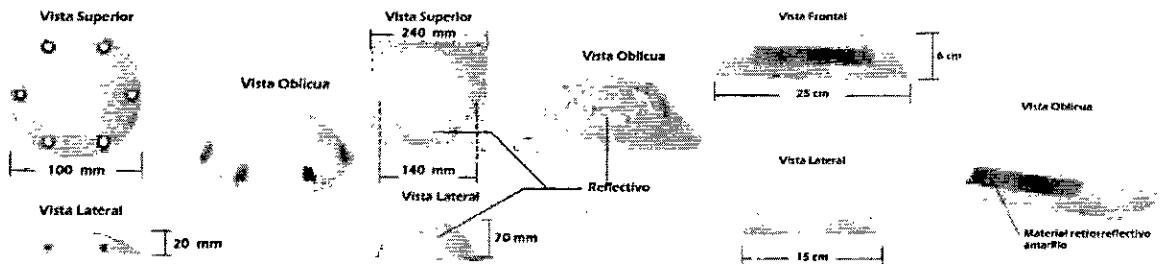 Vista Superior
100 mm
Vista Lateral
20 mm
Vista Oblicua
Vista Superior
240 mm
140 mm
Vista Lateral
70 mm
Vista Oblicua
Reflectivo
Vista Frontal
6 cm
25 cm
Vista Lateral
15 cm
Vista Oblicua
Material retrorreflectivo
amarillo